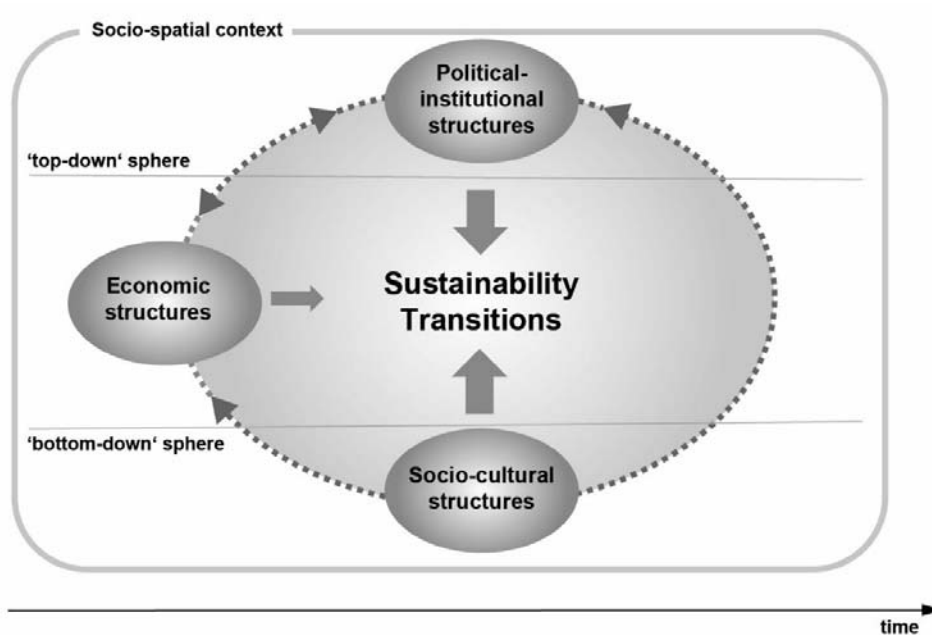 Socio-spatial context
Political-
institutional
structures
‘top-down‘ sphere
Economic
structures
Sustainability
Transitions
‘bottom-down‘ sphere
Socio-cultural
structures
time